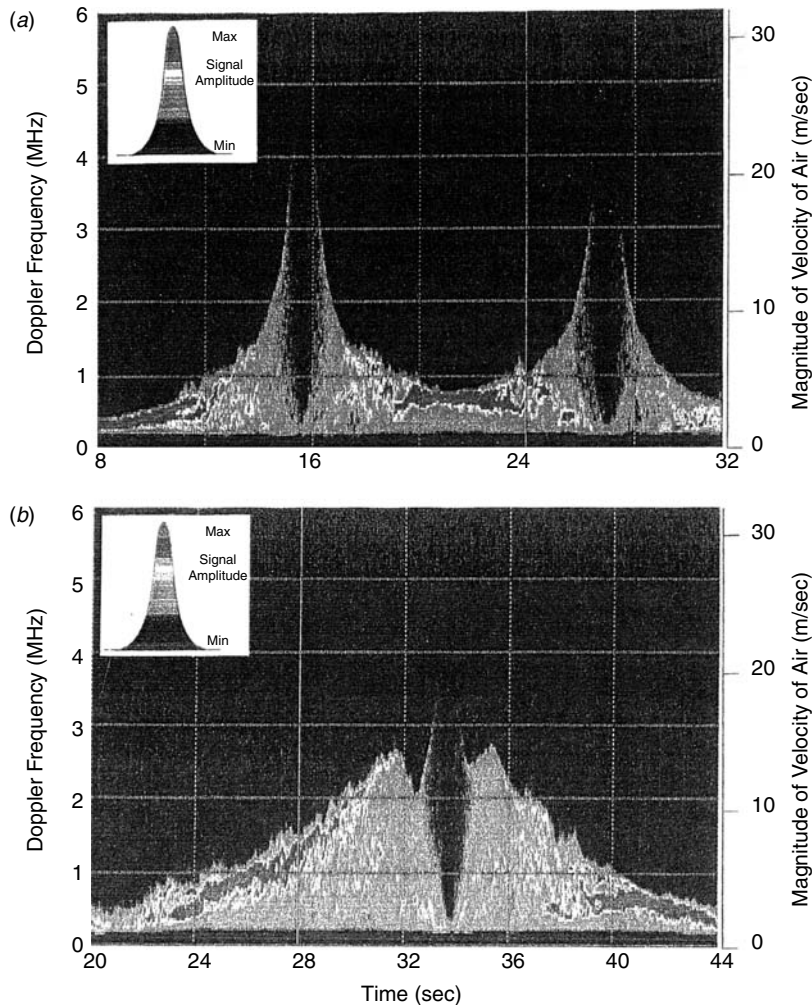 (a)
6
5
4
3
2
1
0
Doppler Frequency (MHz)
Max
Signal
Amplitude
Min
30
20
10
0
Magnitude of Velocity of Air (m/sec)
8
16
24
32
(b)
6
5
4
3
2
1
0
Doppler Frequency (MHz)
Max
Signal
Amplitude
Min
30
20
10
0
Magnitude of Velocity of Air (m/sec)
20
24
28
32
36
40
44
Time (sec)